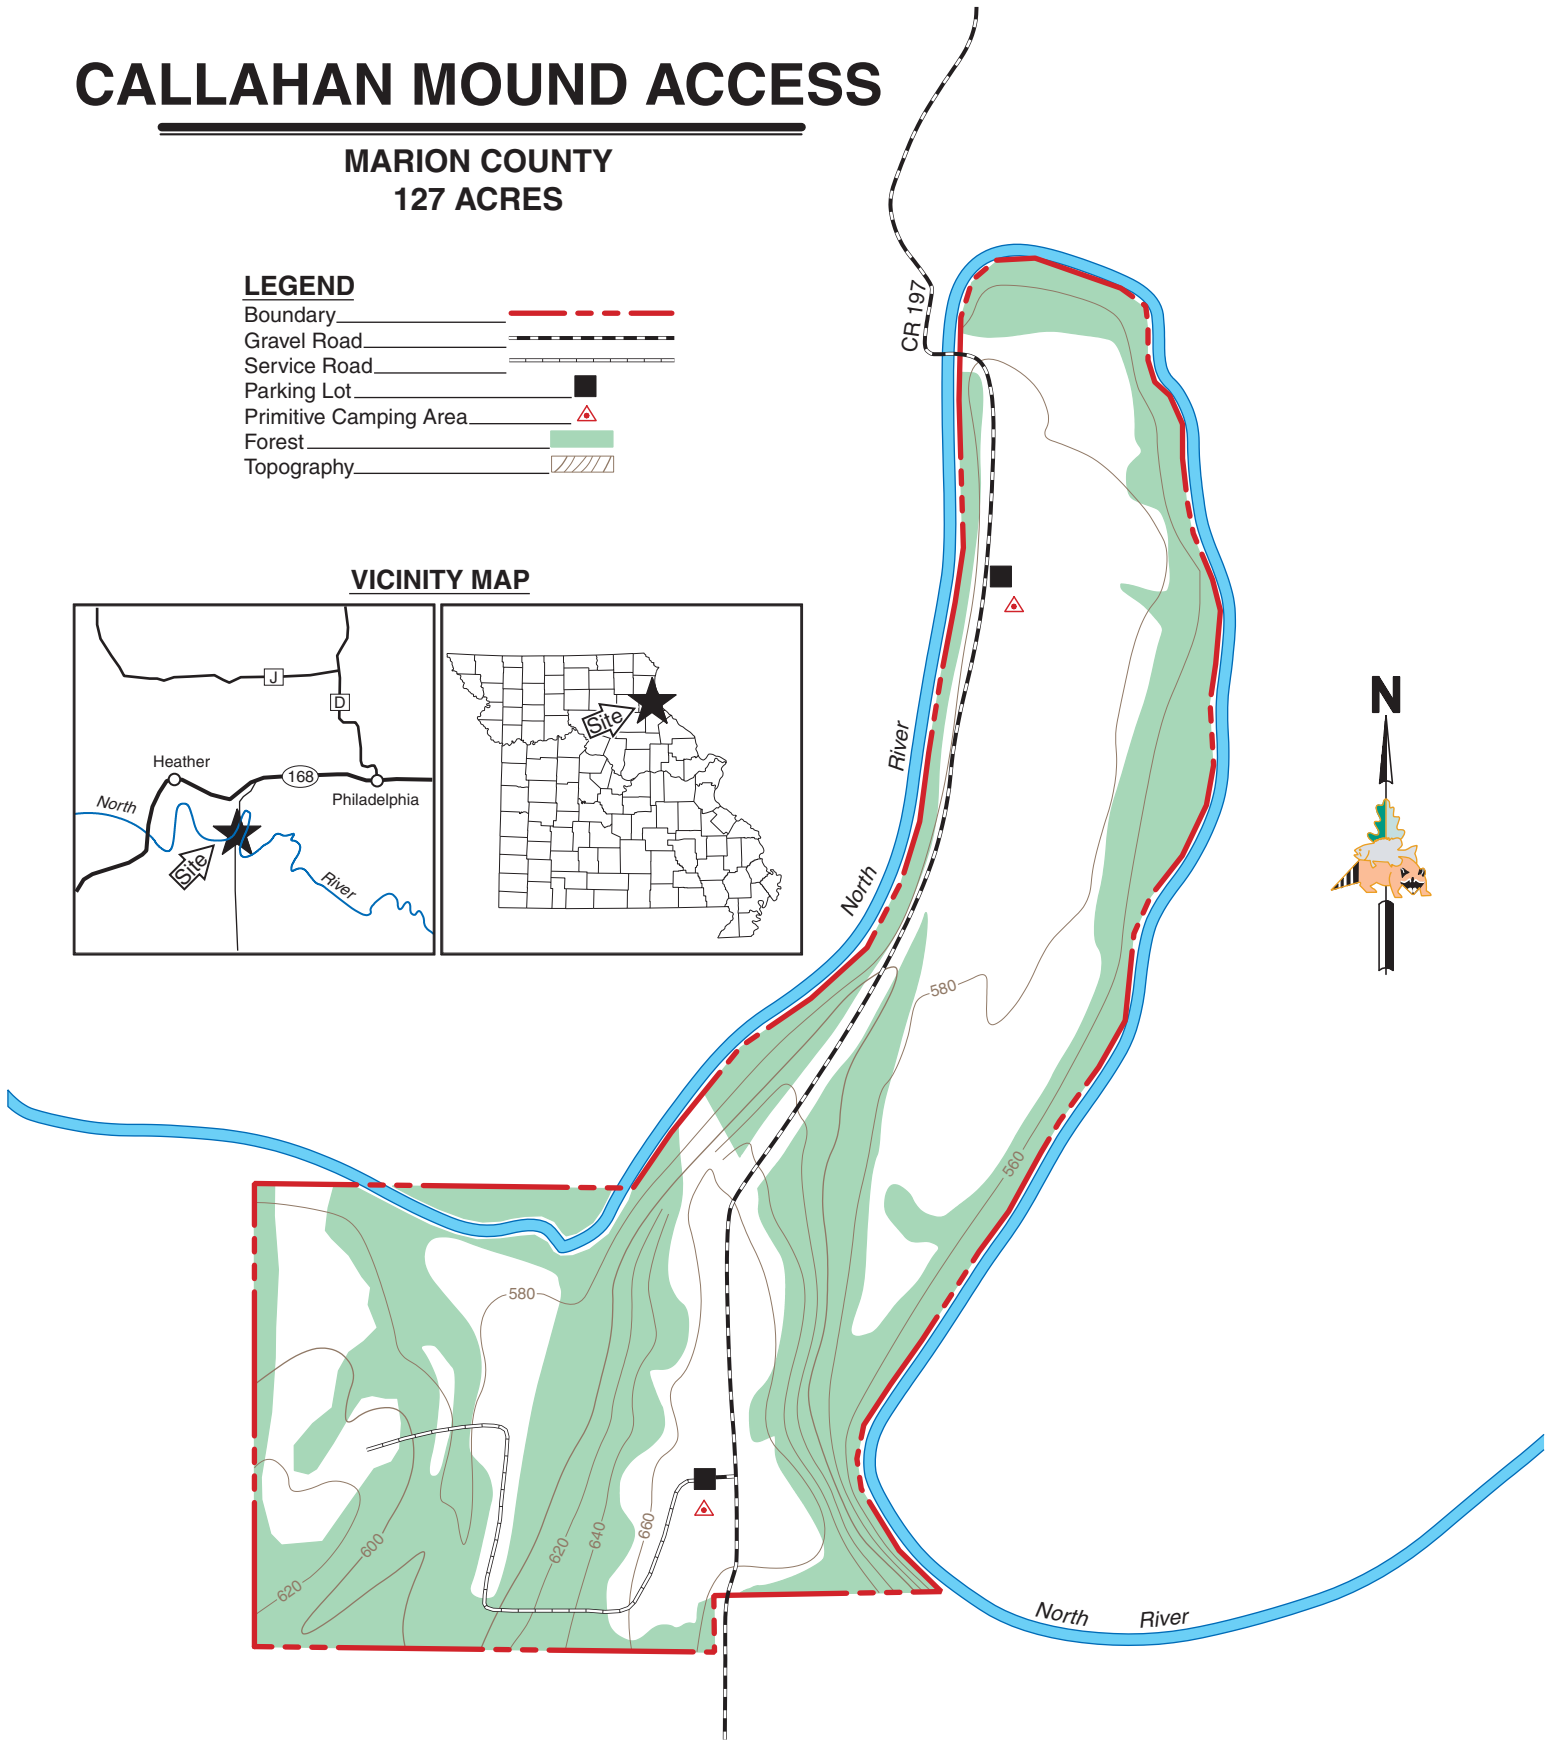 CALLAHAN MOUND ACCESS
MARION COUNTY
127 ACRES
LEGEND
Boundary
Gravel Road
Service Road
Parking Lot
Primitive Camping Area
Forest
Topography
CR 197
VICINITY MAP
J
D
Heather
168
Philadelphia
North
Site
River
Site
N
River
North
580
560
580
620
600
620
640
660
North River